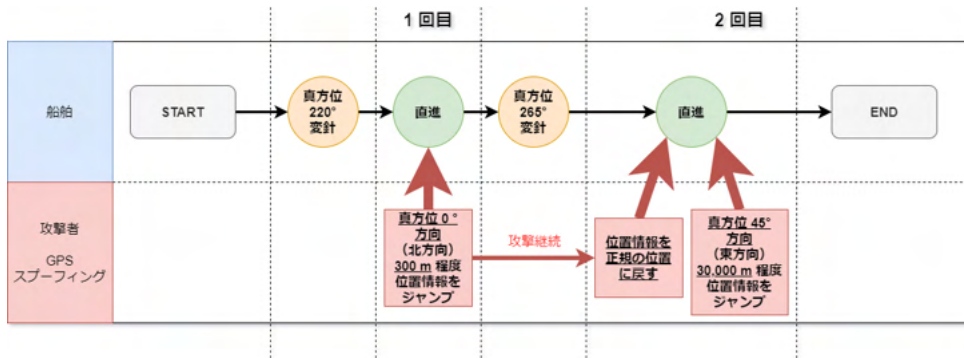 1 回目
2 回目
船舶
START
真方位
220°
変針
直進
真方位
265°
変針
直進
END
攻撃者
GPS
スプーフィング
真方位 0 °
方向
（北方向）
300 m 程度
位置情報を
ジャンプ
攻撃継続
位置情報を
正規の位置
に戻す
真方位 45°
方向
（東方向）
30,000 m 程度
位置情報を
ジャンプ